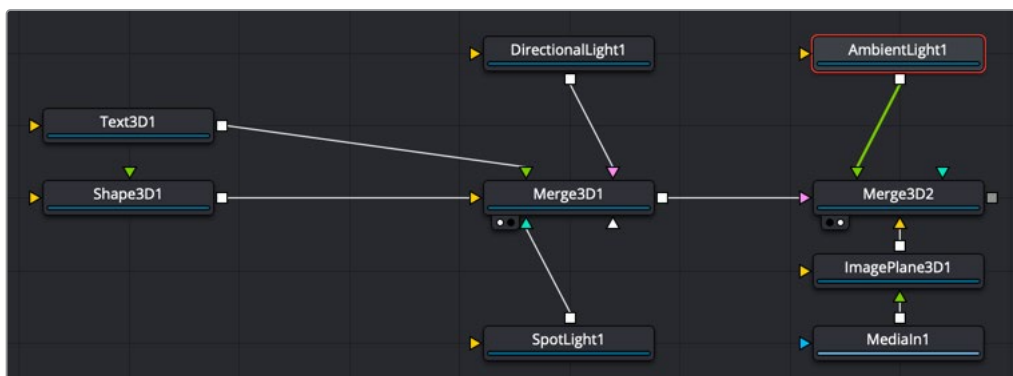 DirectionalLight1
AmbientLight1
Text3D1
Shape3D1
Merge3D1
Merge3D2
ImagePlane3D1
SpotLight1
MediaIn1